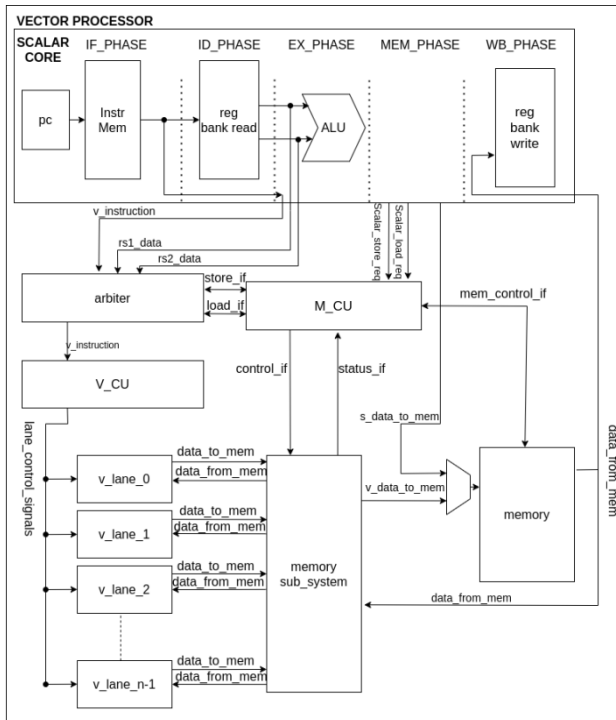 VECTOR PROCESSOR
SCALAR
CORE
IF_PHASE
ID_PHASE
EX_PHASE
MEM_PHASE
WB_PHASE
pc
Instr
Mem
reg
bank read
ALU
reg
bank
write
v_instruction
rs1_data
rs2_data
Scalar_store_req
Scalar_load_req
arbiter
store_if
load_if
M_CU
mem_control_if
v_instruction
V_CU
control_if
status_if
s_data_to_mem
lane_control_signals
v_lane_0
data_to_mem
data_from_mem
v_lane_1
data_to_mem
data_from_mem
v_lane_2
data_to_mem
data_from_mem
v_lane_n-1
data_to_mem
data_from_mem
memory
sub_system
v_data_to_mem
memory
data_from_mem
data_from_mem